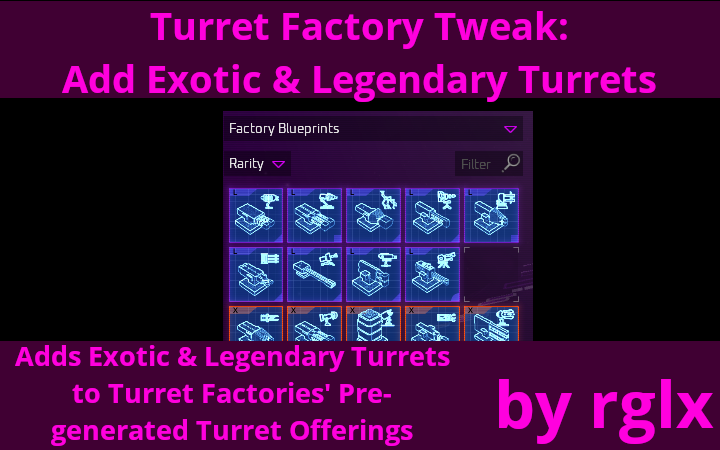 Turret Factory Tweak:
Add Exotic & Legendary Turrets
Factory Blueprints
Rarity
Filter
L L L L L
L L L L
X X X X X
Adds Exotic & Legendary Turrets
to Turret Factories' Pre-
generated Turret Offerings
by rglx